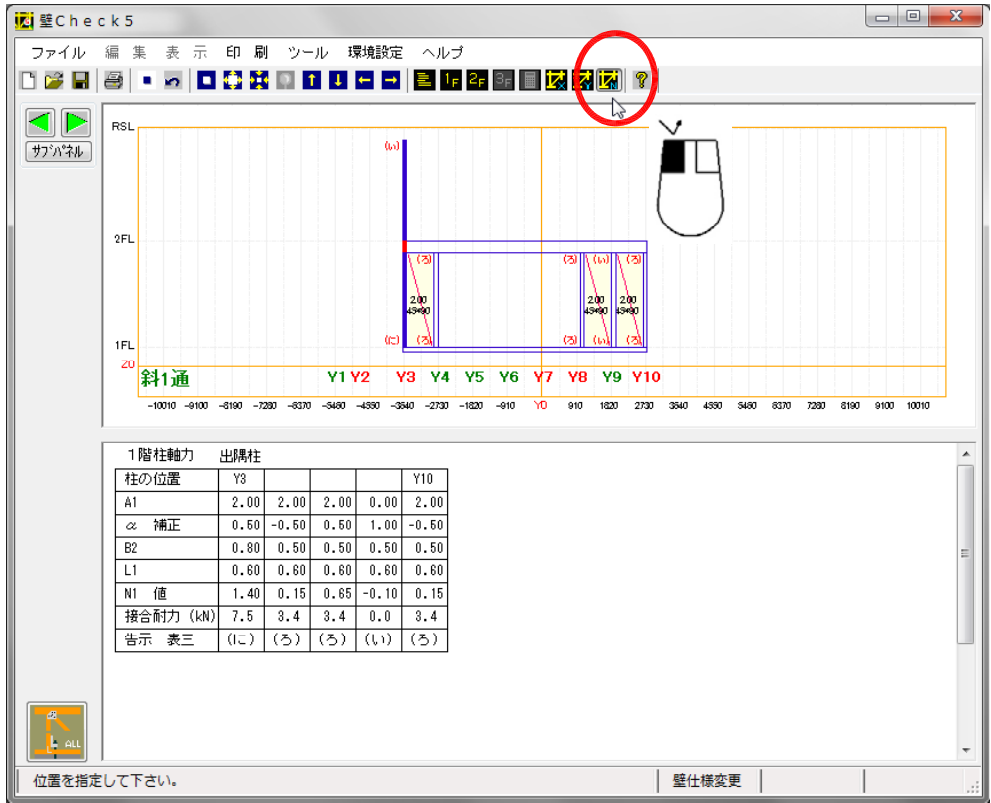 壁Check5
ファイル 編集 表示 印刷 ツール 環境設定 ヘルプ
1F 2F 3F X Y N ?
サブパネル
RSL
(い)
2FL
(ろ) (ろ) (い) (ろ)
2.00 2.00 2.00
45*90 45*90 45*90
(に) (ろ) (ろ) (い) (ろ)
1FL
Z0
斜1通 Y1 Y2 Y3 Y4 Y5 Y6 Y7 Y8 Y9 Y10
-10010 -9100 -8190 -7280 -6370 -5460 -4550 -3640 -2730 -1820 -910 Y0 910 1820 2730 3640 4550 5460 6370 7280 8190 9100 10010
1階柱軸力 出隅柱
柱の位置 Y3 Y10
A1 2.00 2.00 2.00 0.00 2.00
α 補正 0.50 -0.50 0.50 1.00 -0.50
B2 0.80 0.50 0.50 0.50 0.50
L1 0.60 0.60 0.60 0.60 0.60
N1 値 1.40 0.15 0.65 -0.10 0.15
接合耐力 (kN) 7.5 3.4 3.4 0.0 3.4
告示 表三 (に) (ろ) (ろ) (い) (ろ)
ALL
位置を指定して下さい。 壁仕様変更